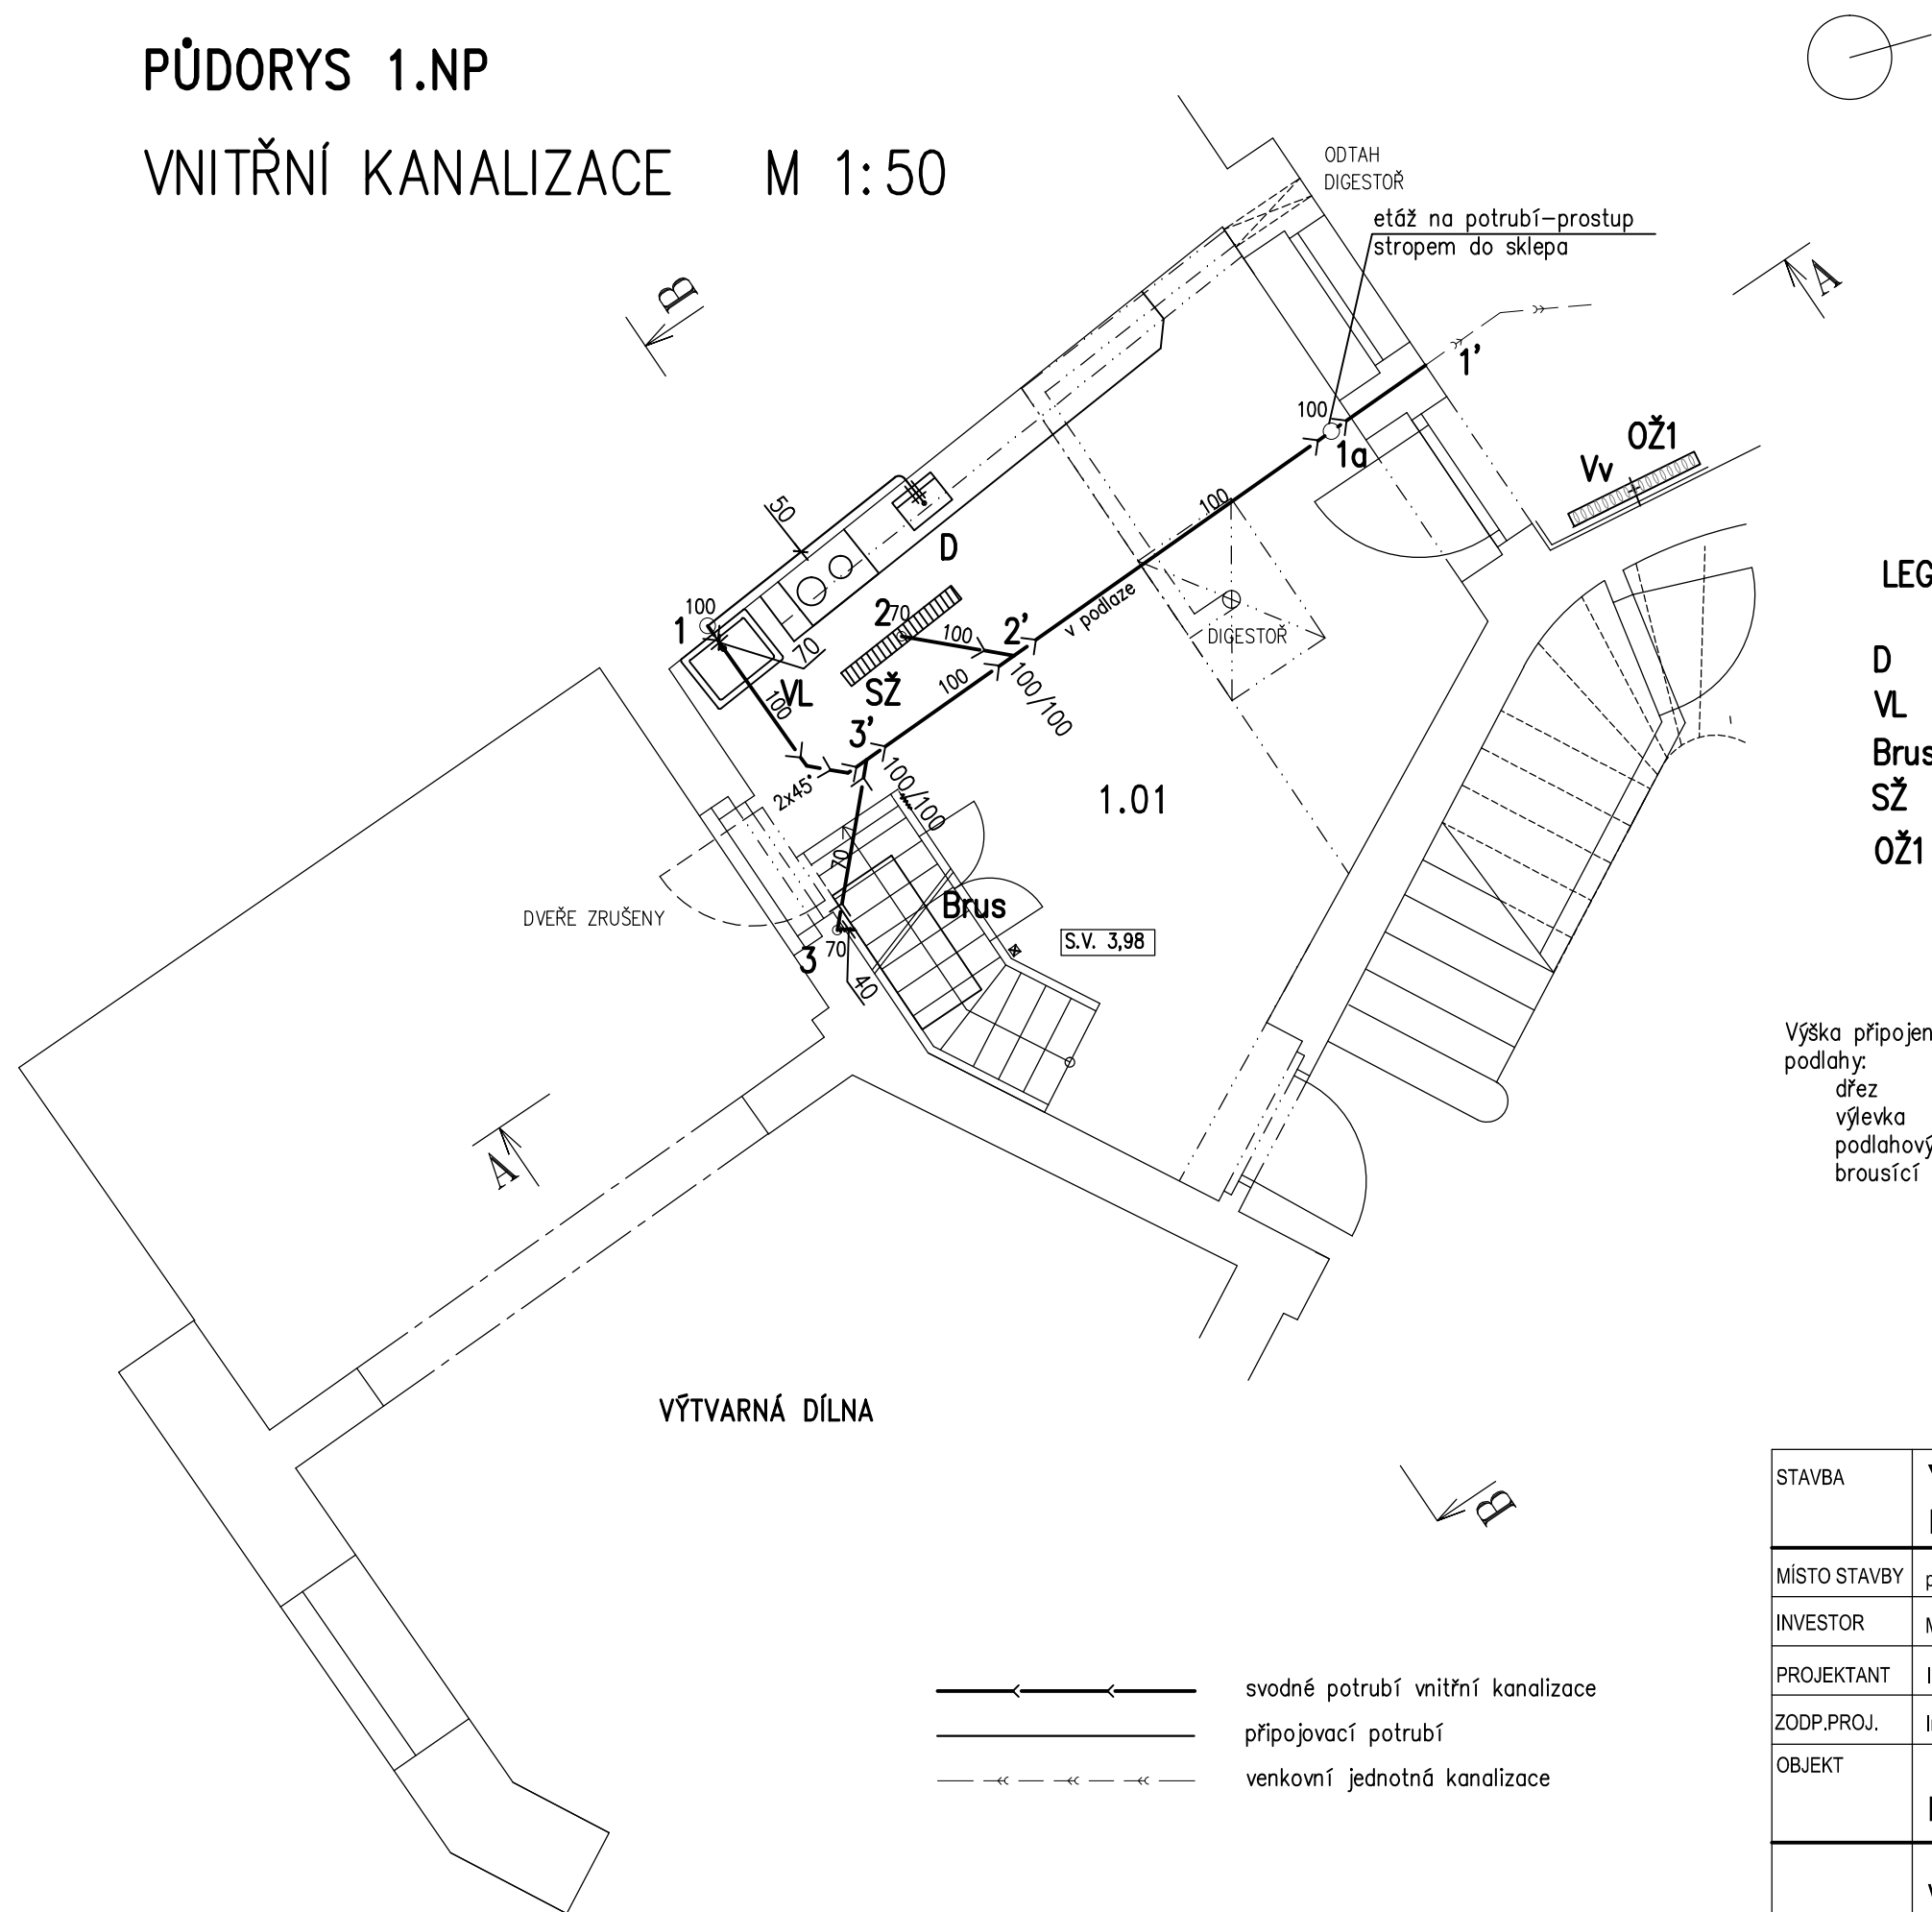 PŮDORYS 1.NP
VNITŘNÍ KANALIZACE M 1:50
ODTAH
DIGESTOŘ
etáž na potrubí-prostup
stropem do sklepa
B
A
1'
100
1a
OŽ1
Vv
50
100
D
LEG
100
1
2
70
100
2'
v podlaze
DIGESTOŘ
70
VL
SŽ
100
100
100/100
D
VL
3'
Brus
2x45°
100/100
1.01
SŽ
OŽ1
70
Brus
DVEŘE ZRUŠENY
S.V. 3,98
3
70
40
Výška připojen
podlahy:
dřez
výlevka
podlahový
brousící
A
VÝTVARNÁ DÍLNA
B
STAVBA
MÍSTO STAVBY
INVESTOR
PROJEKTANT
ZODP.PROJ.
OBJEKT
svodné potrubí vnitřní kanalizace
připojovací potrubí
venkovní jednotná kanalizace